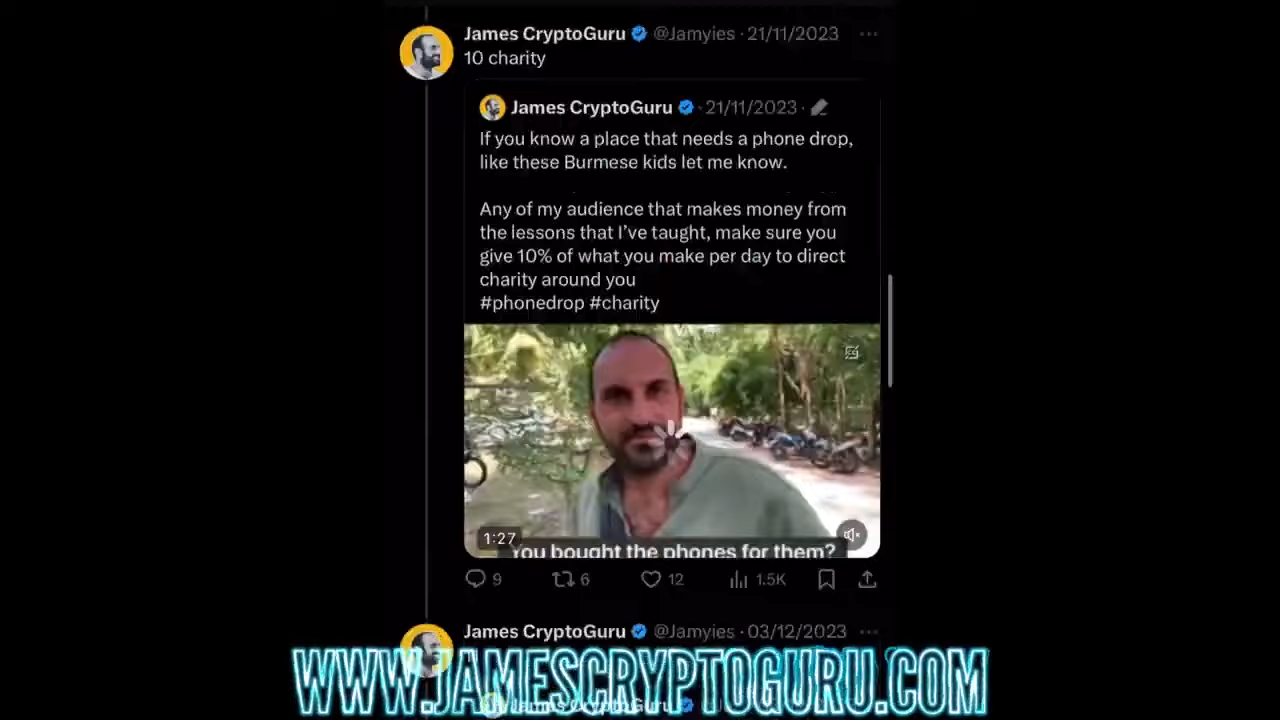 James CryptoGuru @Jamyies · 21/11/2023 ...
10 charity
James CryptoGuru · 21/11/2023 ·
If you know a place that needs a phone drop,
like these Burmese kids let me know.
Any of my audience that makes money from
the lessons that I've taught, make sure you
give 10% of what you make per day to direct
charity around you
#phonedrop #charity
1:27
You bought the phones for them?
9 6 12 1.5K
James CryptoGuru @Jamyies · 03/12/2023 ...
WWW.JAMESCRYPTOGURU.COM
James CryptoGuru